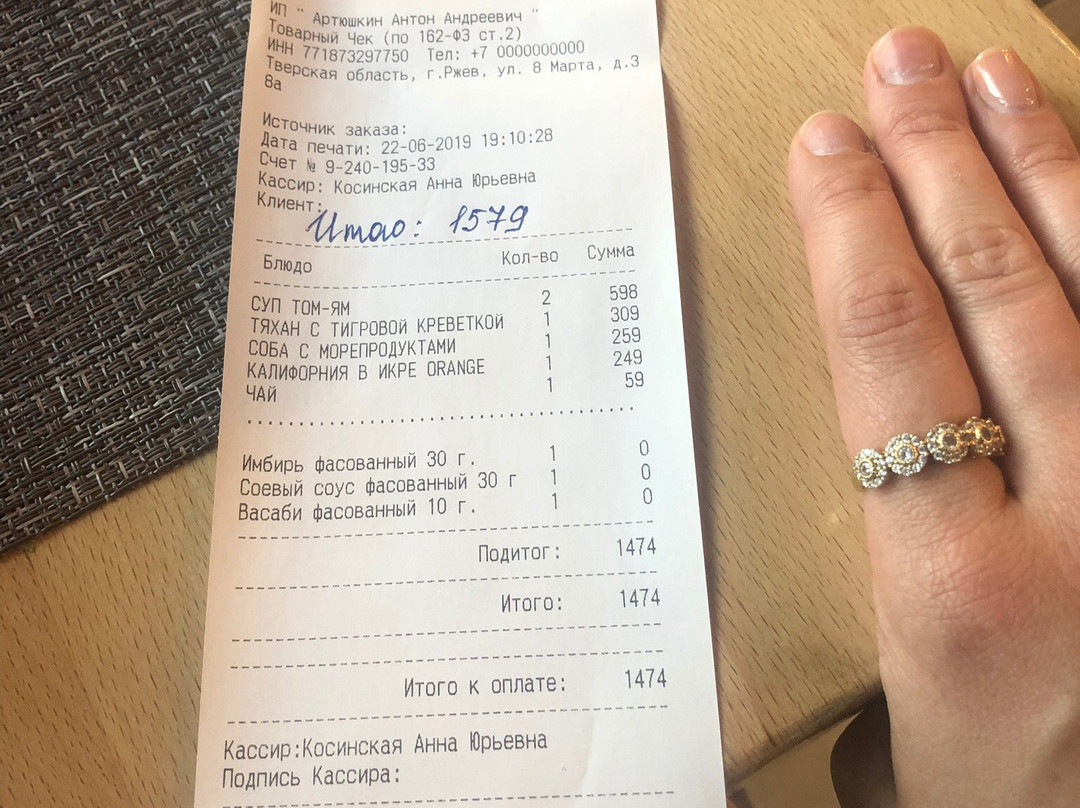 ИП " Артюшкин Антон Андреевич "
Товарный Чек (по 162-ФЗ ст.2)
ИНН 771873297750 Тел: +7 0000000000
Тверская область, г.Ржев, ул. 8 Марта, д.3
8а
Источник заказа:
Дата печати: 22-06-2019 19:10:28
Счет № 9-240-195-33
Кассир: Косинская Анна Юрьевна
Клиент:
Итого: 1579
Блюдо Кол-во Сумма
СУП ТОМ-ЯМ 2 598
ТЯХАН С ТИГРОВОЙ КРЕВЕТКОЙ 1 309
СОБА С МОРЕПРОДУКТАМИ 1 259
КАЛИФОРНИЯ В ИКРЕ ORANGE 1 249
ЧАЙ 1 59
Имбирь фасованный 30 г. 1 0
Соевый соус фасованный 30 г 1 0
Васаби фасованный 10 г. 1 0
Подитог: 1474
Итого: 1474
Итого к оплате: 1474
Кассир:Косинская Анна Юрьевна
Подпись Кассира: